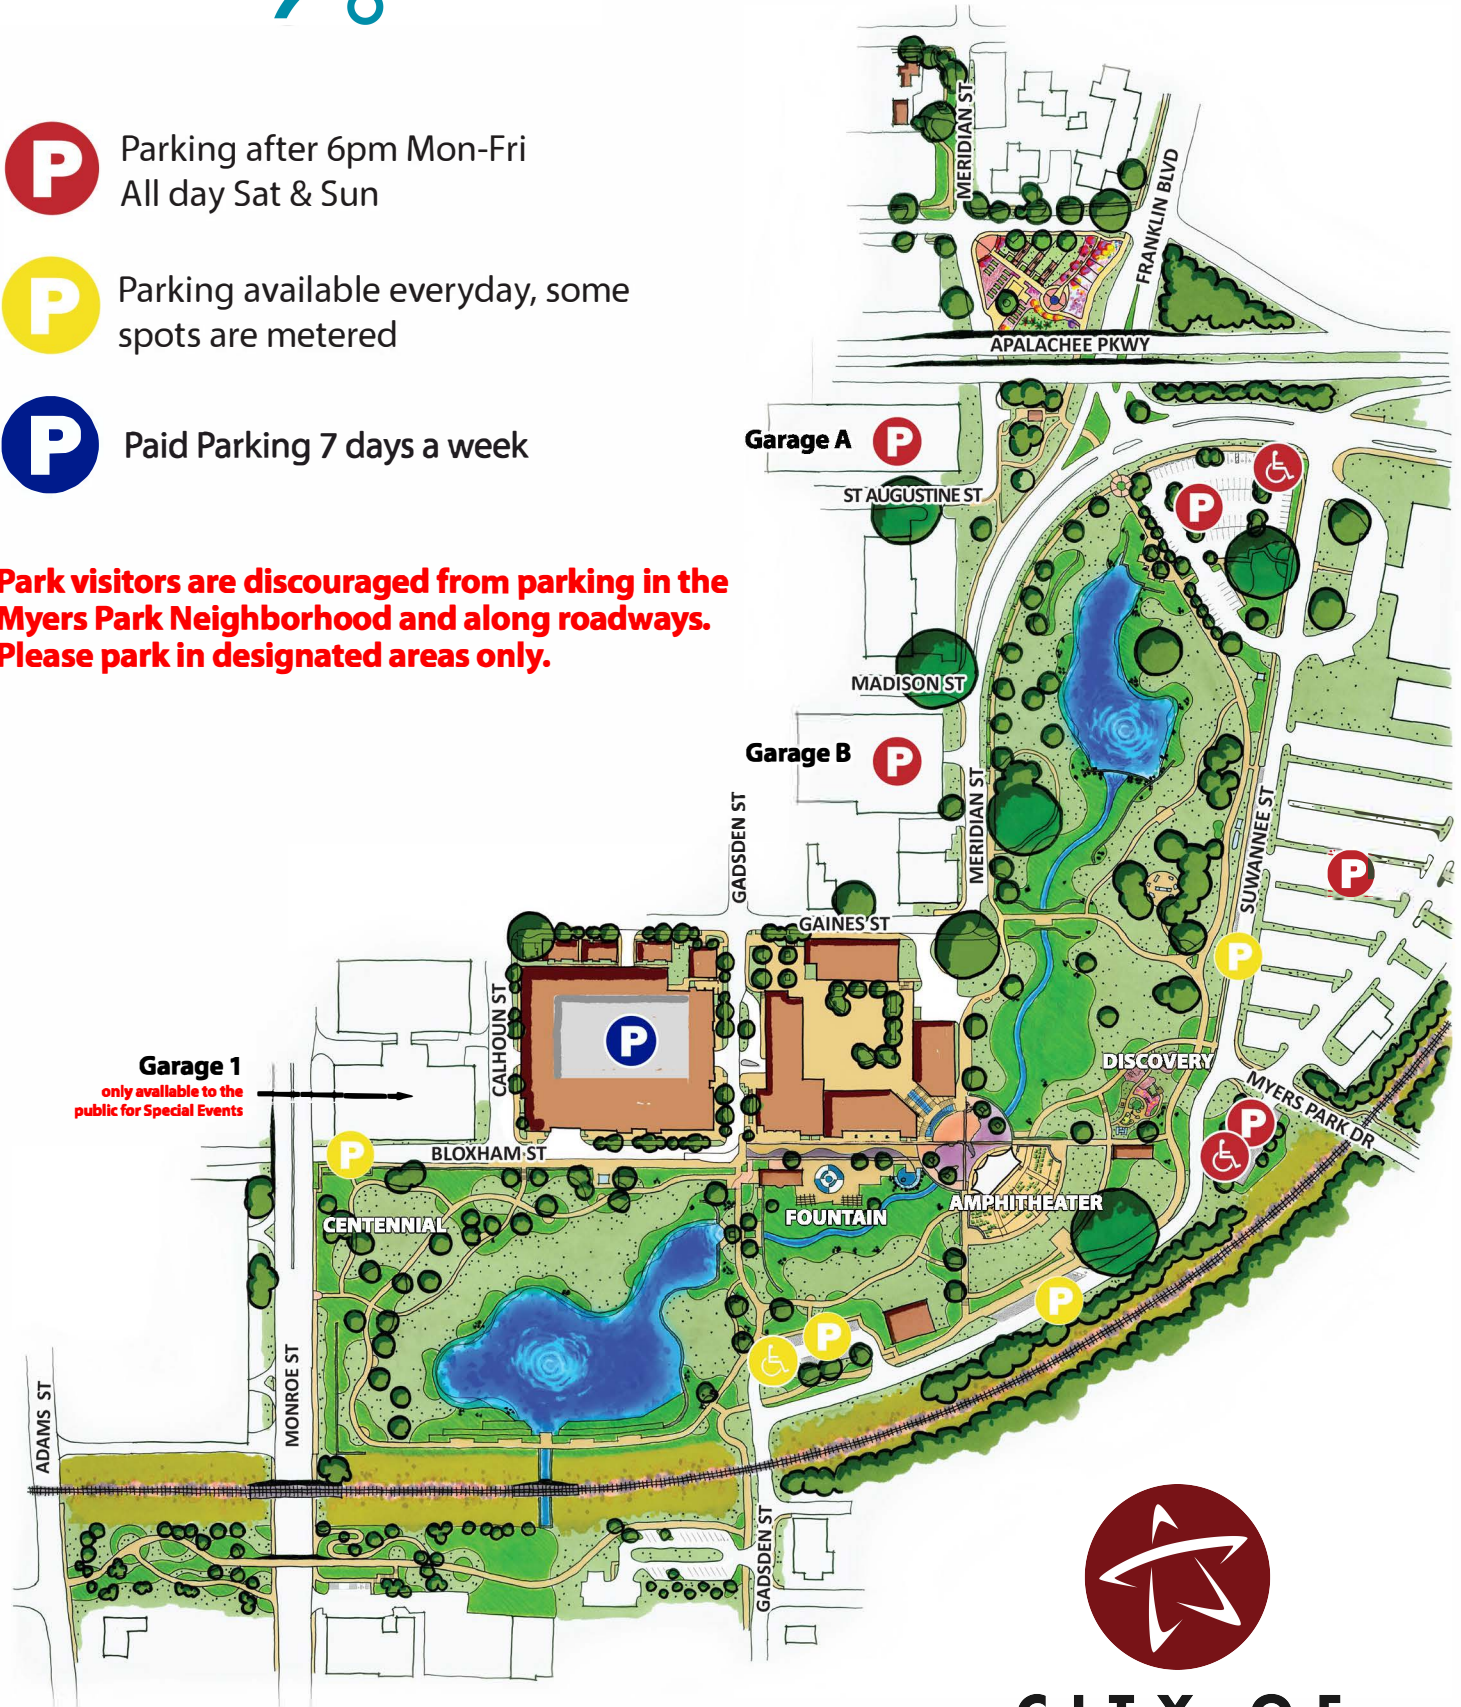 P
Parking after 6pm Mon-Fri
All day Sat & Sun
P
Parking available everyday, some
spots are metered
P
Paid Parking 7 days a week
Park visitors are discouraged from parking in the
Myers Park Neighborhood and along roadways.
Please park in designated areas only.
MERIDIAN ST
FRANKLIN BLVD
APALACHEE PKWY
Garage A
P
ST AUGUSTINE ST
P
MADISON ST
Garage B
P
MERIDIAN ST
GADSDEN ST
SUWANNEE ST
P
GAINES ST
P
CALHOUN ST
P
Garage 1
only available to the
public for Special Events
DISCOVERY
MYERS PARK DR
P
P
BLOXHAM ST
CENTENNIAL
FOUNTAIN
AMPHITHEATER
P
P
MONROE ST
ADAMS ST
GADSDEN ST
CITY OF